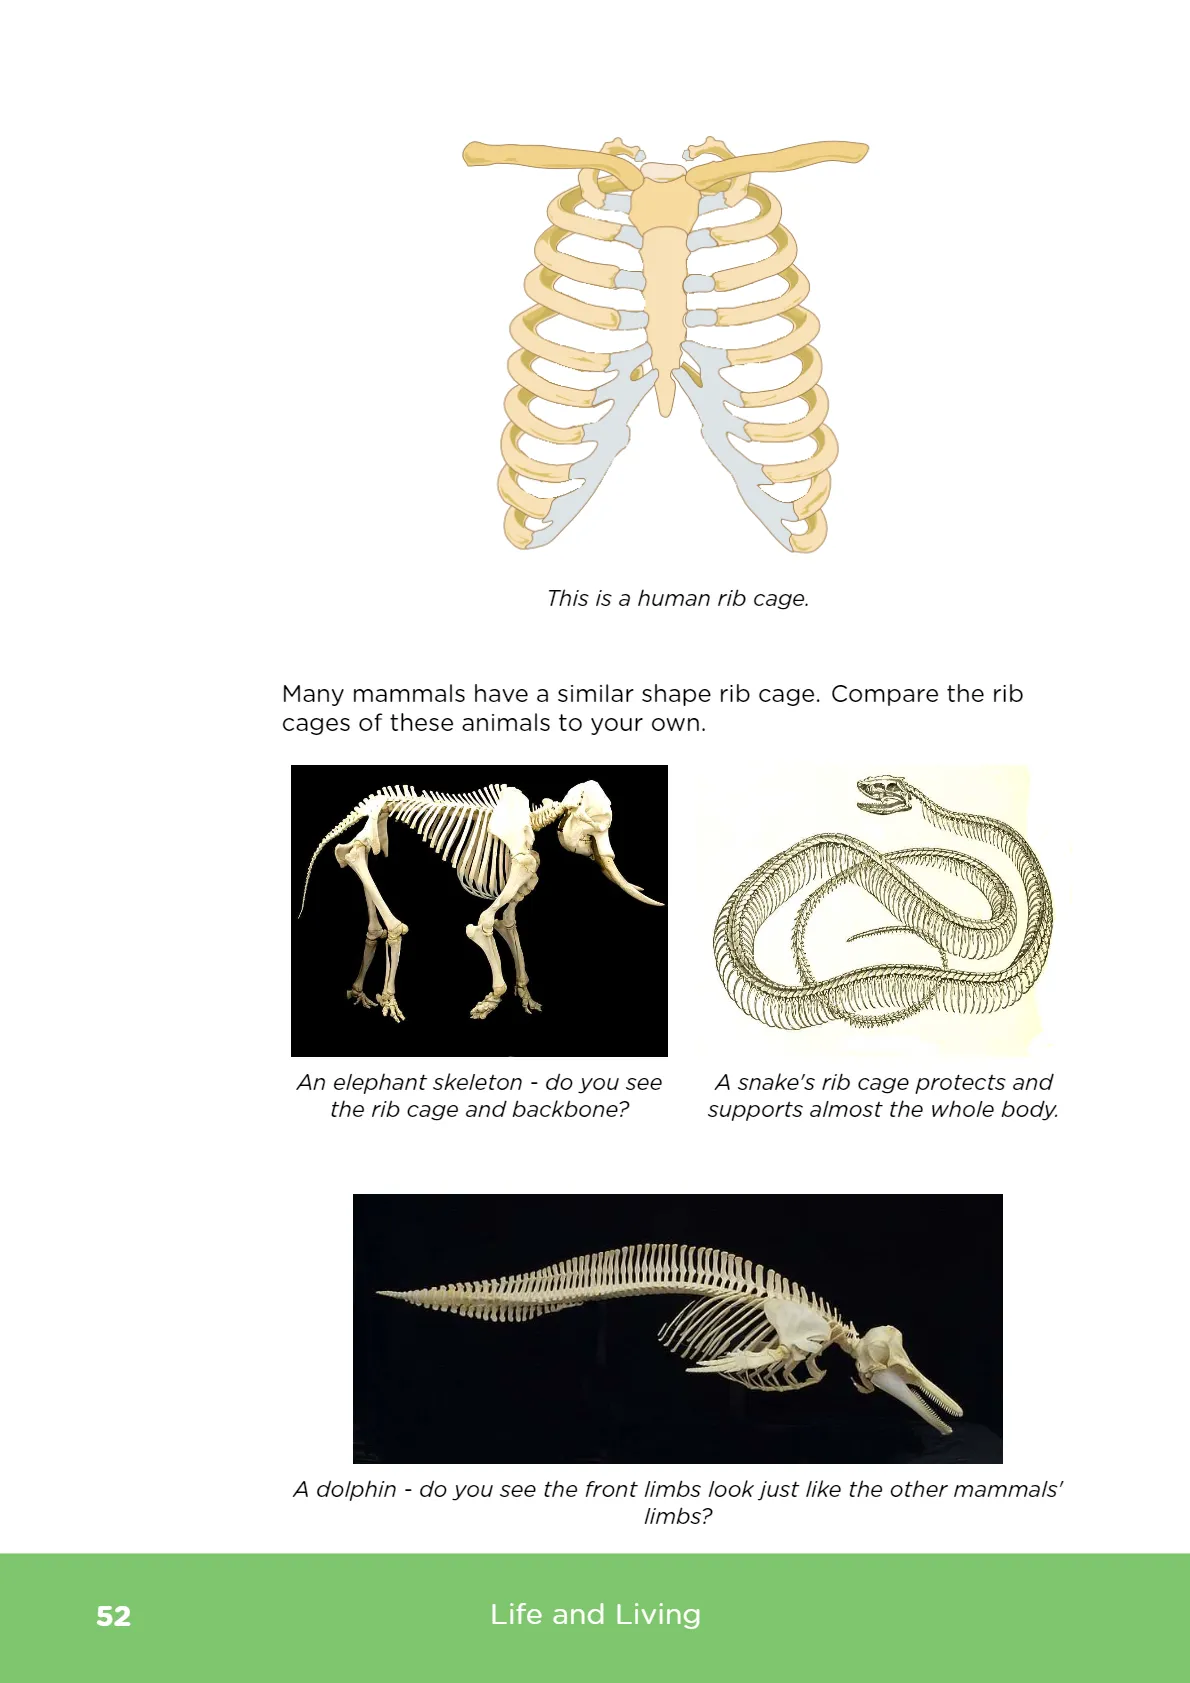 This is a human rib cage.
Many mammals have a similar shape rib cage. Compare the rib
cages of these animals to your own.
An elephant skeleton - do you see
the rib cage and backbone?
A snake's rib cage protects and
supports almost the whole body.
A dolphin - do you see the front limbs look just like the other mammals'
limbs?
52
Life and Living